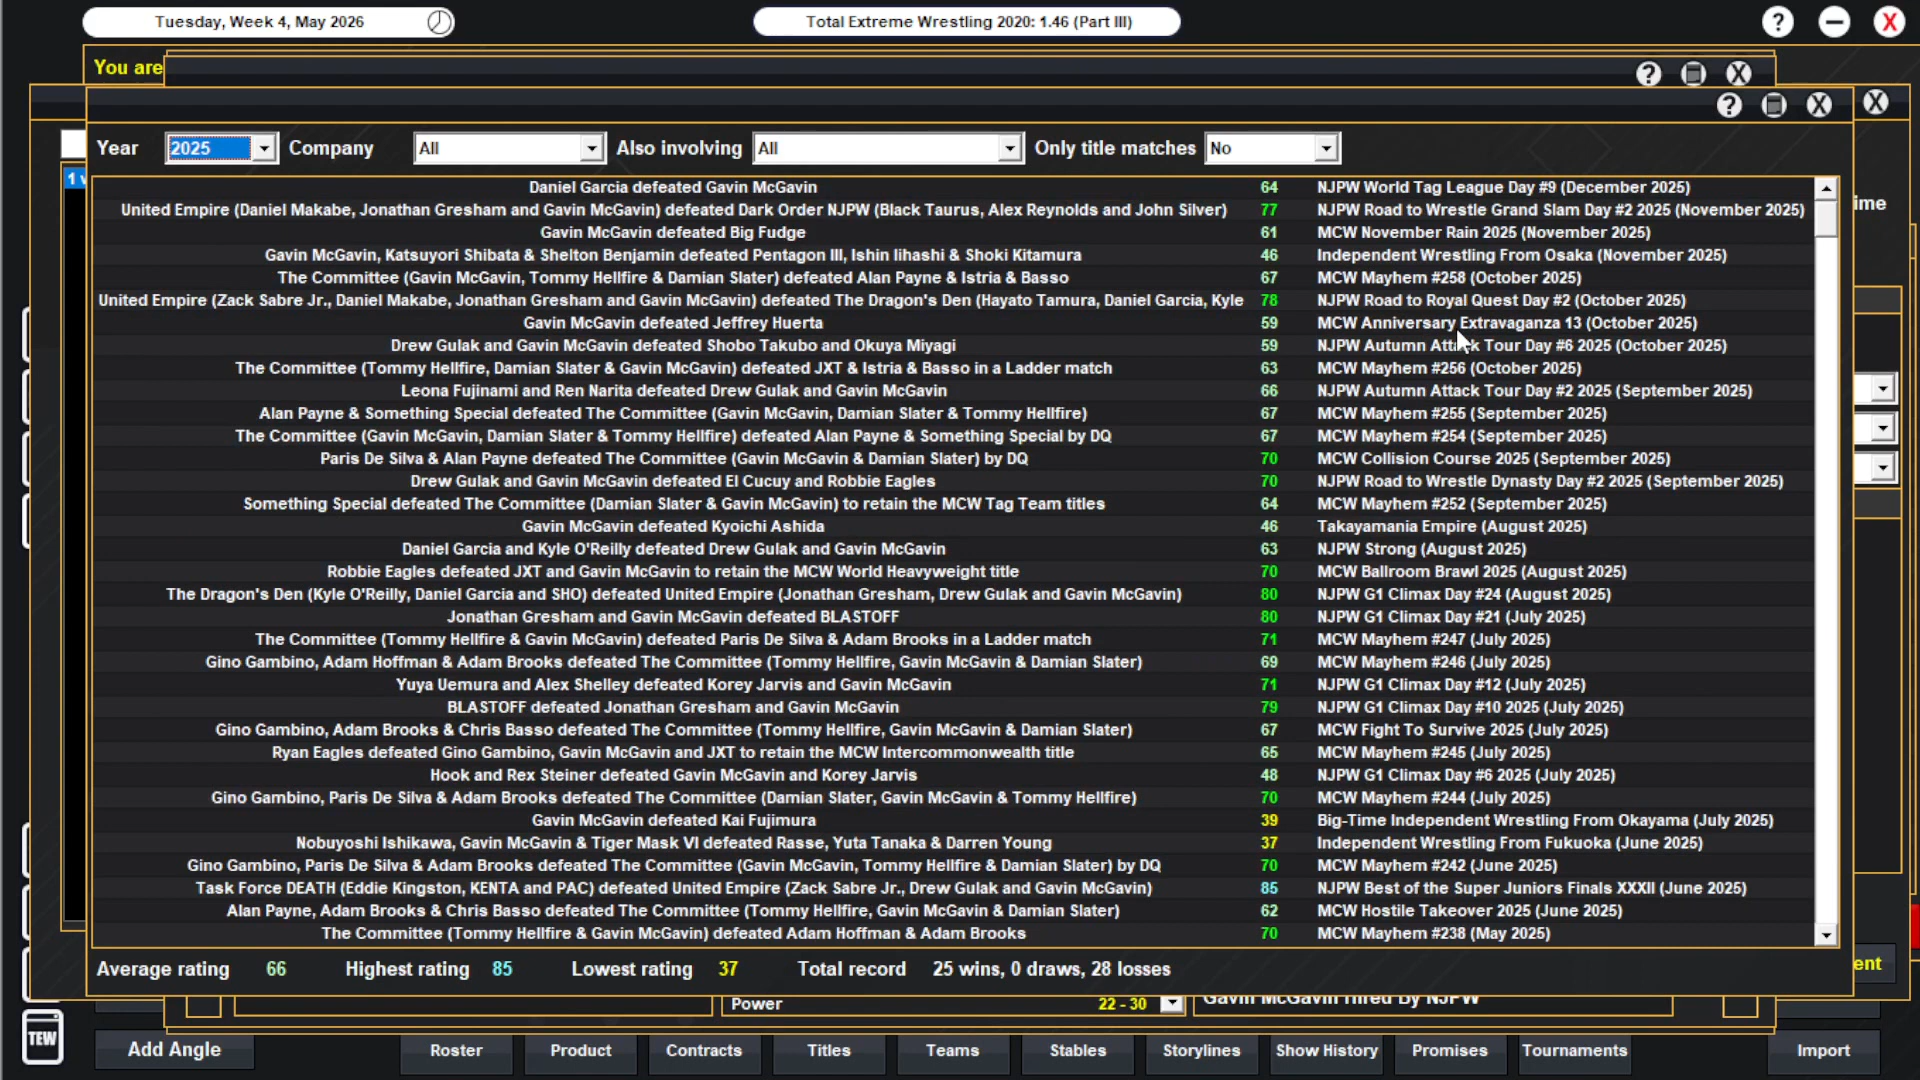 Tuesday, Week 4, May 2026
Total Extreme Wrestling 2020: 1.46 (Part III)
? X
You are
? X
? X X
Year 2025 Company All Also involving All Only title matches No
1 v
ime
Daniel Garcia defeated Gavin McGavin 64 NJPW World Tag League Day #9 (December 2025)
United Empire (Daniel Makabe, Jonathan Gresham and Gavin McGavin) defeated Dark Order NJPW (Black Taurus, Alex Reynolds and John Silver) 77 NJPW Road to Wrestle Grand Slam Day #2 2025 (November 2025)
Gavin McGavin defeated Big Fudge 61 MCW November Rain 2025 (November 2025)
Gavin McGavin, Katsuyori Shibata & Shelton Benjamin defeated Pentagon III, Ishin Iihashi & Shoki Kitamura 46 Independent Wrestling From Osaka (November 2025)
The Committee (Gavin McGavin, Tommy Hellfire & Damian Slater) defeated Alan Payne & Istria & Basso 67 MCW Mayhem #258 (October 2025)
United Empire (Zack Sabre Jr., Daniel Makabe, Jonathan Gresham and Gavin McGavin) defeated The Dragon's Den (Hayato Tamura, Daniel Garcia, Kyle 78 NJPW Road to Royal Quest Day #2 (October 2025)
Gavin McGavin defeated Jeffrey Huerta 59 MCW Anniversary Extravaganza 13 (October 2025)
Drew Gulak and Gavin McGavin defeated Shobo Takubo and Okuya Miyagi 59 NJPW Autumn Attack Tour Day #6 2025 (October 2025)
The Committee (Tommy Hellfire, Damian Slater & Gavin McGavin) defeated JXT & Istria & Basso in a Ladder match 63 MCW Mayhem #256 (October 2025)
Leona Fujinami and Ren Narita defeated Drew Gulak and Gavin McGavin 66 NJPW Autumn Attack Tour Day #2 2025 (September 2025)
Alan Payne & Something Special defeated The Committee (Gavin McGavin, Damian Slater & Tommy Hellfire) 67 MCW Mayhem #255 (September 2025)
The Committee (Gavin McGavin, Damian Slater & Tommy Hellfire) defeated Alan Payne & Something Special by DQ 67 MCW Mayhem #254 (September 2025)
Paris De Silva & Alan Payne defeated The Committee (Gavin McGavin & Damian Slater) by DQ 70 MCW Collision Course 2025 (September 2025)
Drew Gulak and Gavin McGavin defeated El Cucuy and Robbie Eagles 70 NJPW Road to Wrestle Dynasty Day #2 2025 (September 2025)
Something Special defeated The Committee (Damian Slater & Gavin McGavin) to retain the MCW Tag Team titles 64 MCW Mayhem #252 (September 2025)
Gavin McGavin defeated Kyoichi Ashida 46 Takayamania Empire (August 2025)
Daniel Garcia and Kyle O'Reilly defeated Drew Gulak and Gavin McGavin 63 NJPW Strong (August 2025)
Robbie Eagles defeated JXT and Gavin McGavin to retain the MCW World Heavyweight title 70 MCW Ballroom Brawl 2025 (August 2025)
The Dragon's Den (Kyle O'Reilly, Daniel Garcia and SHO) defeated United Empire (Jonathan Gresham, Drew Gulak and Gavin McGavin) 80 NJPW G1 Climax Day #24 (August 2025)
Jonathan Gresham and Gavin McGavin defeated BLASTOFF 80 NJPW G1 Climax Day #21 (July 2025)
The Committee (Tommy Hellfire & Gavin McGavin) defeated Paris De Silva & Adam Brooks in a Ladder match 71 MCW Mayhem #247 (July 2025)
Gino Gambino, Adam Hoffman & Adam Brooks defeated The Committee (Tommy Hellfire, Gavin McGavin & Damian Slater) 69 MCW Mayhem #246 (July 2025)
Yuya Uemura and Alex Shelley defeated Korey Jarvis and Gavin McGavin 71 NJPW G1 Climax Day #12 (July 2025)
BLASTOFF defeated Jonathan Gresham and Gavin McGavin 79 NJPW G1 Climax Day #10 2025 (July 2025)
Gino Gambino, Adam Brooks & Chris Basso defeated The Committee (Tommy Hellfire, Gavin McGavin & Damian Slater) 67 MCW Fight To Survive 2025 (July 2025)
Ryan Eagles defeated Gino Gambino, Gavin McGavin and JXT to retain the MCW Intercommonwealth title 65 MCW Mayhem #245 (July 2025)
Hook and Rex Steiner defeated Gavin McGavin and Korey Jarvis 48 NJPW G1 Climax Day #6 2025 (July 2025)
Gino Gambino, Paris De Silva & Adam Brooks defeated The Committee (Damian Slater, Gavin McGavin & Tommy Hellfire) 70 MCW Mayhem #244 (July 2025)
Gavin McGavin defeated Kai Fujimura 39 Big-Time Independent Wrestling From Okayama (July 2025)
Nobuyoshi Ishikawa, Gavin McGavin & Tiger Mask VI defeated Rasse, Yuta Tanaka & Darren Young 37 Independent Wrestling From Fukuoka (June 2025)
Gino Gambino, Paris De Silva & Adam Brooks defeated The Committee (Gavin McGavin, Tommy Hellfire & Damian Slater) by DQ 70 MCW Mayhem #242 (June 2025)
Task Force DEATH (Eddie Kingston, KENTA and PAC) defeated United Empire (Zack Sabre Jr., Drew Gulak and Gavin McGavin) 85 NJPW Best of the Super Juniors Finals XXXII (June 2025)
Alan Payne, Adam Brooks & Chris Basso defeated The Committee (Tommy Hellfire, Gavin McGavin & Damian Slater) 62 MCW Hostile Takeover 2025 (June 2025)
The Committee (Tommy Hellfire & Gavin McGavin) defeated Adam Hoffman & Adam Brooks 70 MCW Mayhem #238 (May 2025)
Average rating 66 Highest rating 85 Lowest rating 37 Total record 25 wins, 0 draws, 28 losses
ent
Power 22 - 30 Gavin McGavin Hired By NJPW
TEW
Add Angle Roster Product Contracts Titles Teams Stables Storylines Show History Promises Tournaments Import